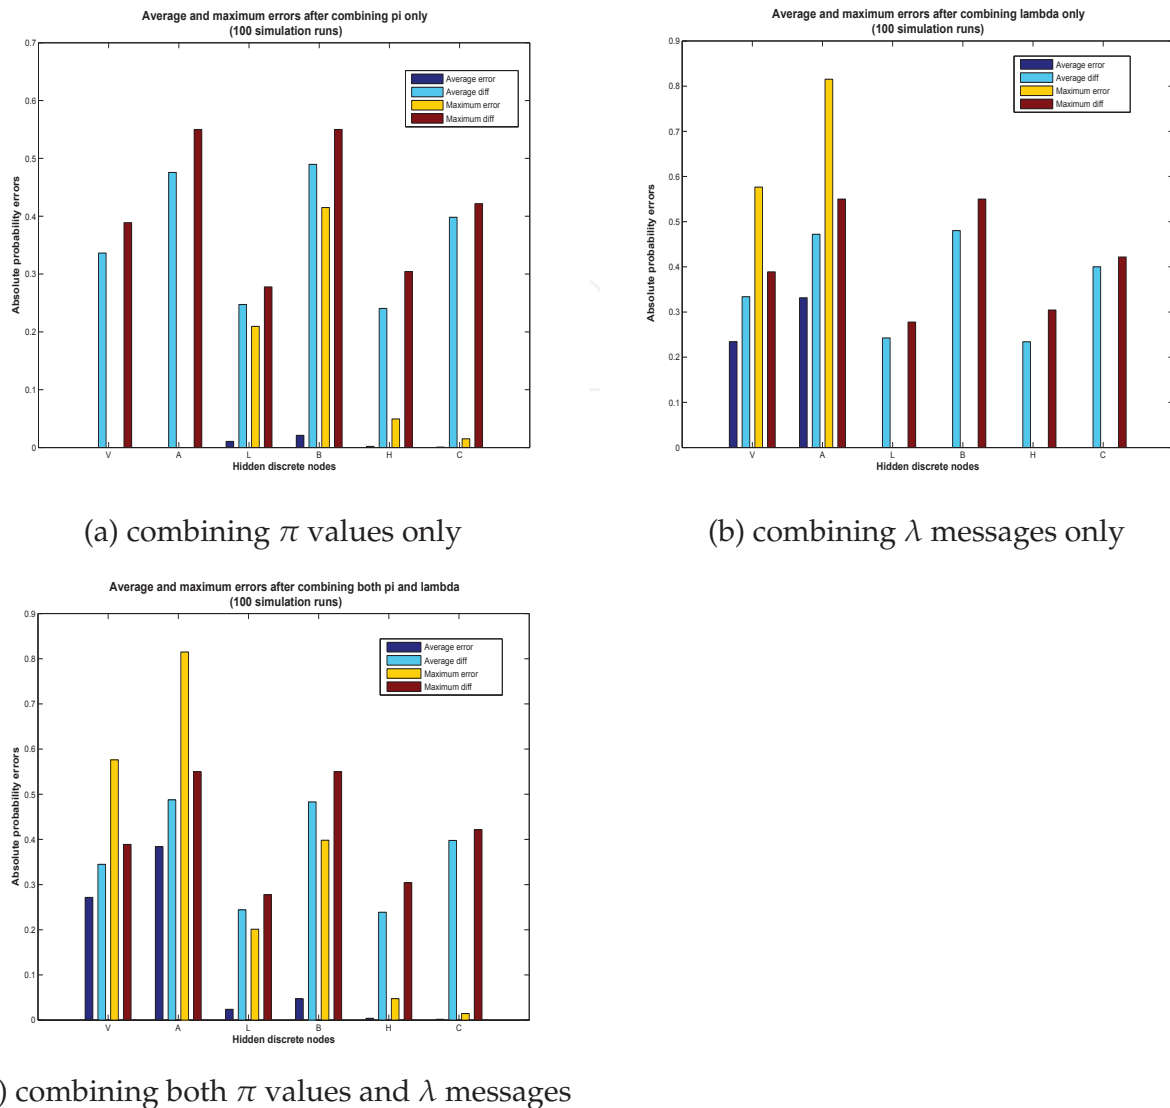 Average and maximum errors after combining pi only
(100 simulation runs)
0.7
0.6
0.5
0.4
0.3
0.2
0.1
0
Absolute probability errors
Average error
Average diff
Maximum error
Maximum diff
V A L B H C
Hidden discrete nodes
(a) combining π values only
Average and maximum errors after combining lambda only
(100 simulation runs)
0.9
0.8
0.7
0.6
0.5
0.4
0.3
0.2
0.1
0
Absolute probability errors
Average error
Average diff
Maximum error
Maximum diff
V A L B H C
Hidden discrete nodes
(b) combining λ messages only
Average and maximum errors after combining both pi and lambda
(100 simulation runs)
0.9
0.8
0.7
0.6
0.5
0.4
0.3
0.2
0.1
0
Absolute probability errors
Average error
Average diff
Maximum error
Maximum diff
V A L B H C
Hidden discrete nodes
) combining both π values and λ messages